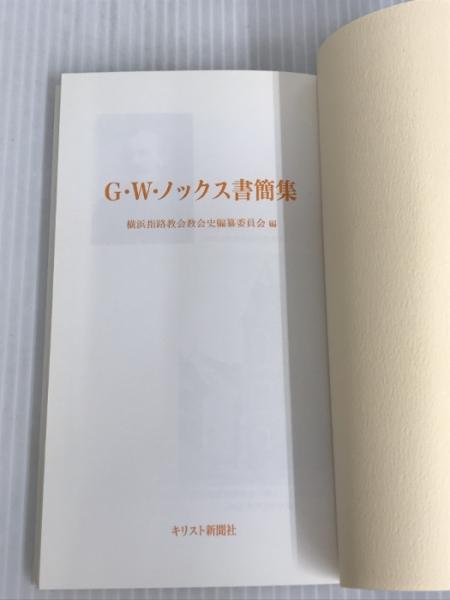 G・W・ノックス書簡集
横浜指路教会教会史編纂委員会 編
キリスト新聞社